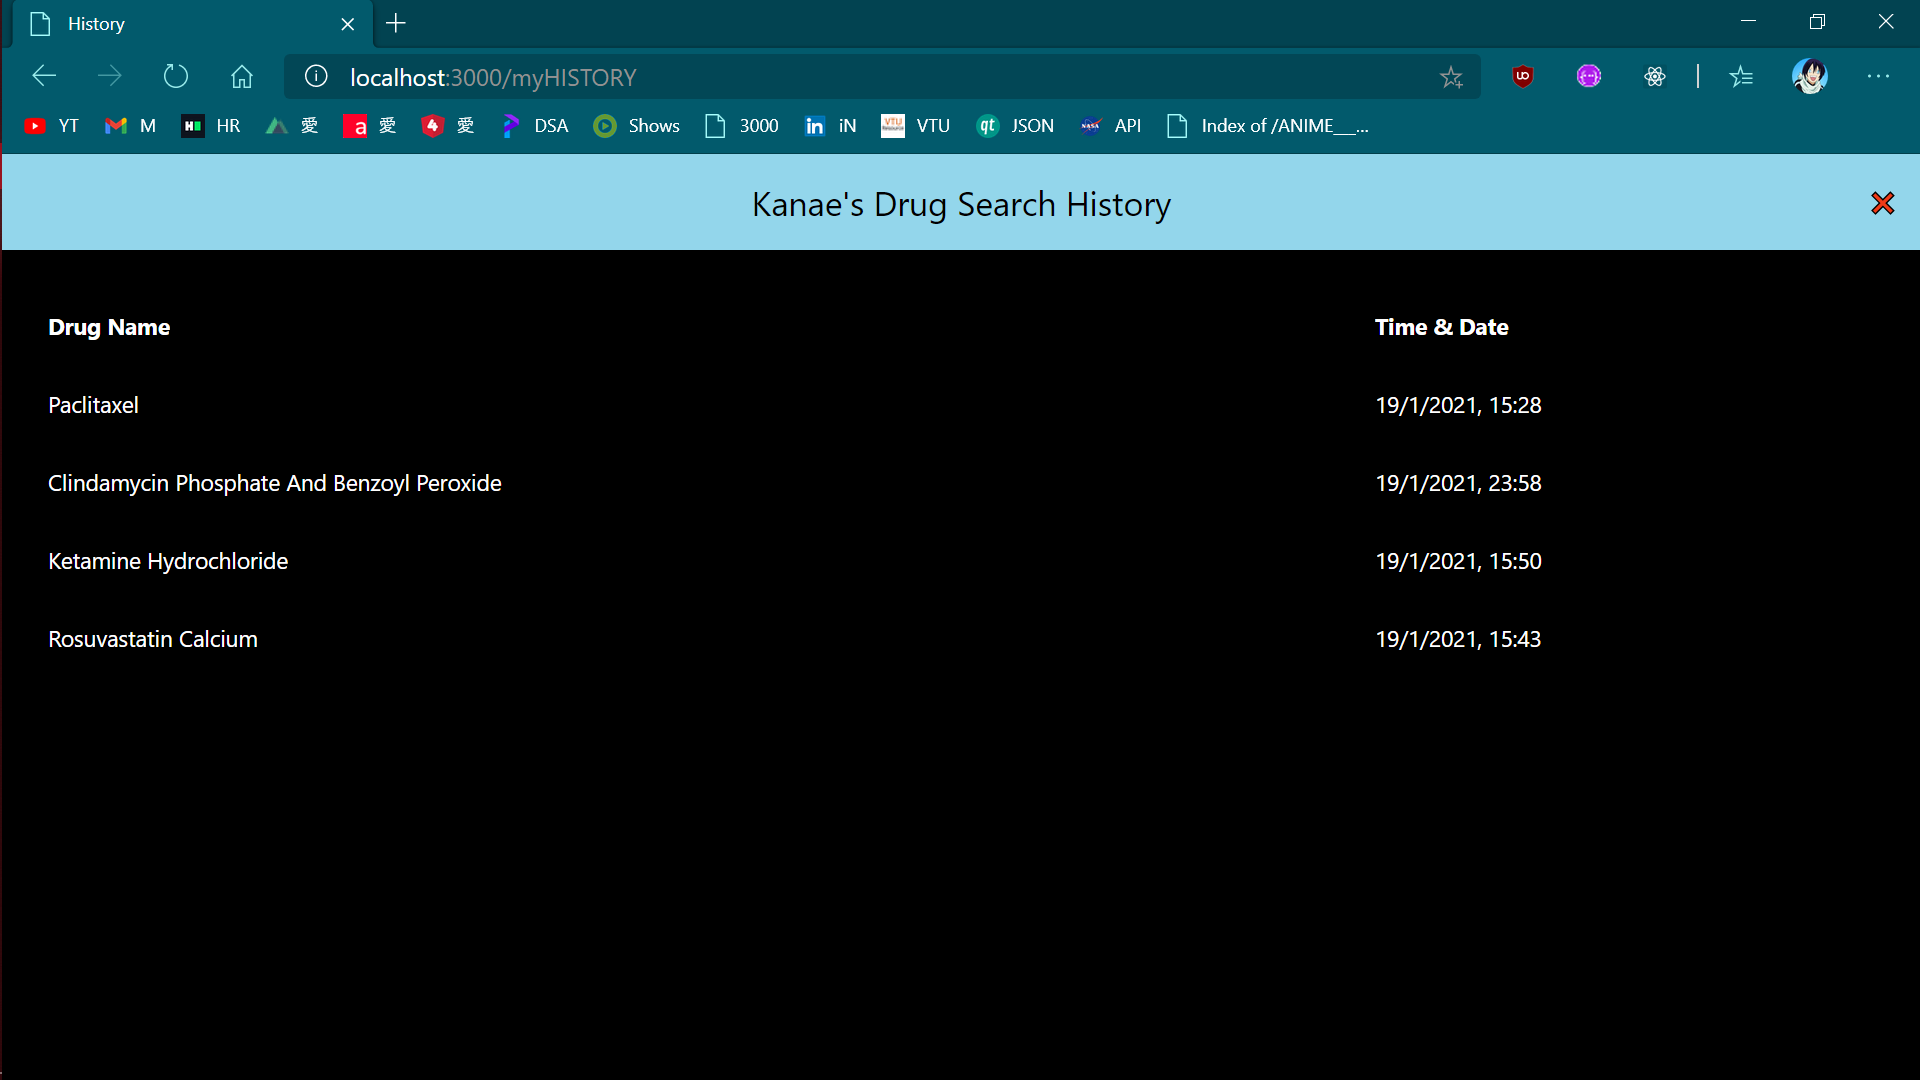 History
localhost:3000/myHISTORY
YT M HR 愛 愛 愛 DSA Shows 3000 iN VTU JSON API Index of /ANIME___...
Kanae's Drug Search History
Drug Name Time & Date
Paclitaxel 19/1/2021, 15:28
Clindamycin Phosphate And Benzoyl Peroxide 19/1/2021, 23:58
Ketamine Hydrochloride 19/1/2021, 15:50
Rosuvastatin Calcium 19/1/2021, 15:43